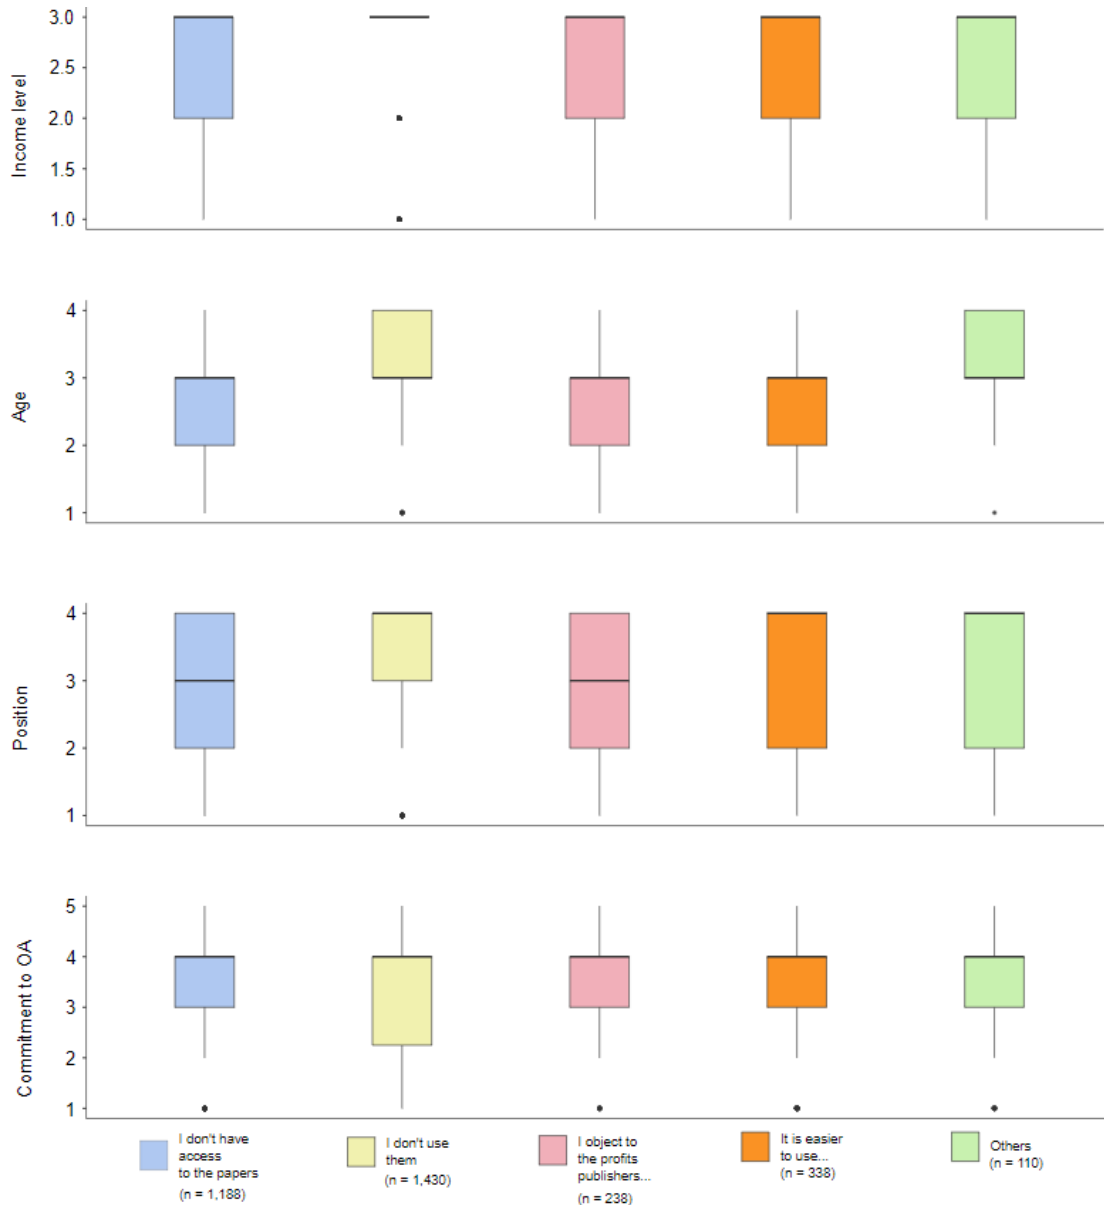 Income level
3.0
2.5
2.0
1.5
1.0
Age
4
3
2
1
Position
4
3
2
1
Commitment to OA
5
4
3
2
1
I don't have
access
to the papers
(n = 1,188)
I don't use
them
(n = 1,430)
I object to
the profits
publishers...
(n = 238)
It is easier
to use...
(n = 338)
Others
(n = 110)